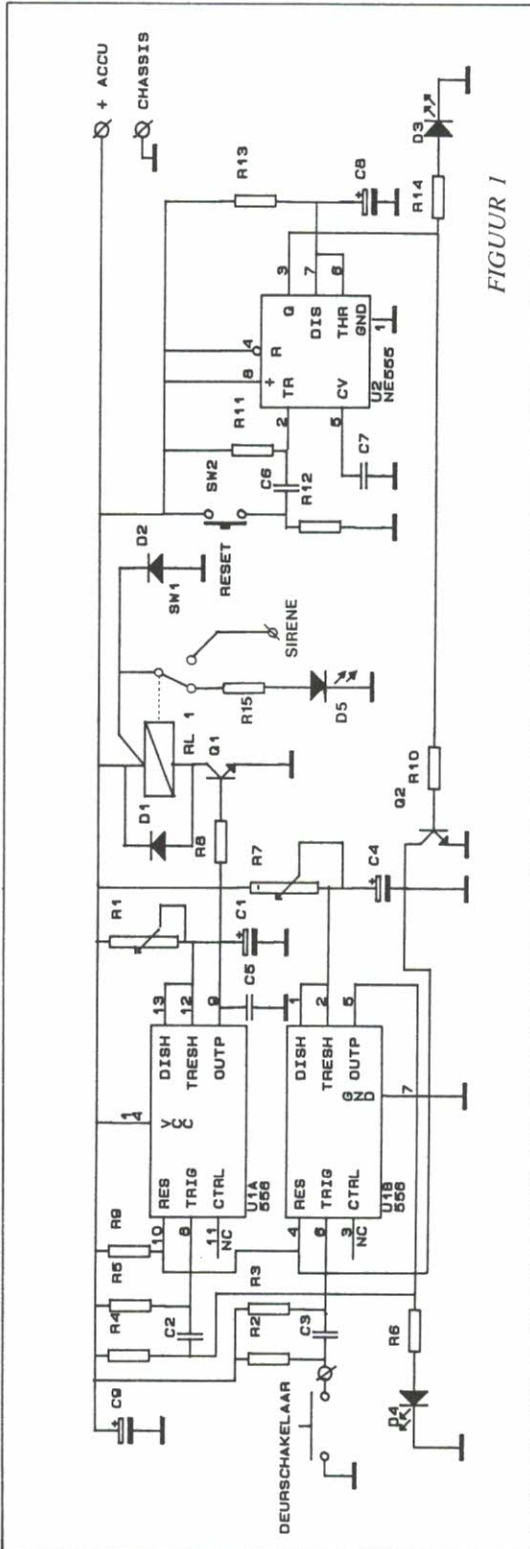 + ACCU
CHASSIS
C9
R4
R5
R9
C2
R2
R3
C3
DEURSCHAKELAAR
D4
R6
10
8
11
NC
RES
TRIG
CTRL
U1A
556
14
VCC
DISH
TRESH
OUTP
13
12
9
4
6
3
NC
RES
TRIG
CTRL
U1B
556
DISH
TRESH
OUTP
GND
1
2
5
7
R1
C1
C5
R8
R7
C4
D1
RL 1
Q1
Q2
R10
D2
SW1
SIRENE
R15
D5
SW2
RESET
R11
C6
R12
C7
2
5
8
4
+
R
TR
CV
Q
DIS
THR
GND
1
3
7
6
U2
NE555
R13
C8
R14
D3
FIGUUR 1